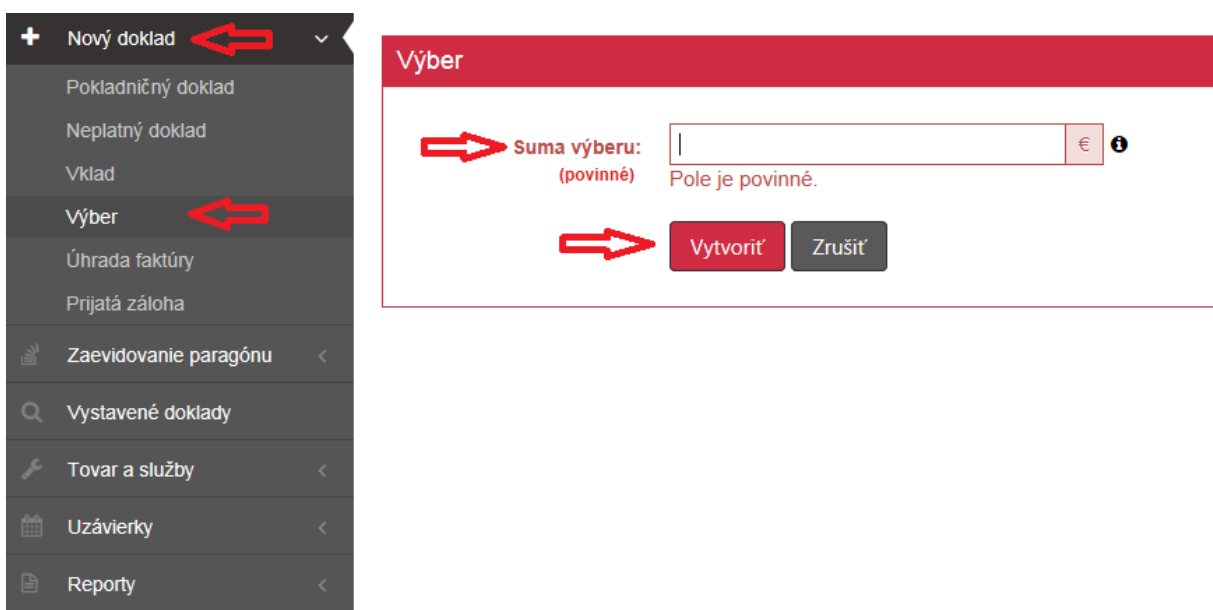 Nový doklad
Pokladničný doklad
Neplatný doklad
Vklad
Výber
Úhrada faktúry
Prijatá záloha
Zaevidovanie paragónu
Vystavené doklady
Tovar a služby
Uzávierky
Reporty
Výber
Suma výberu:
(povinné)
€
Pole je povinné.
Vytvoriť Zrušiť